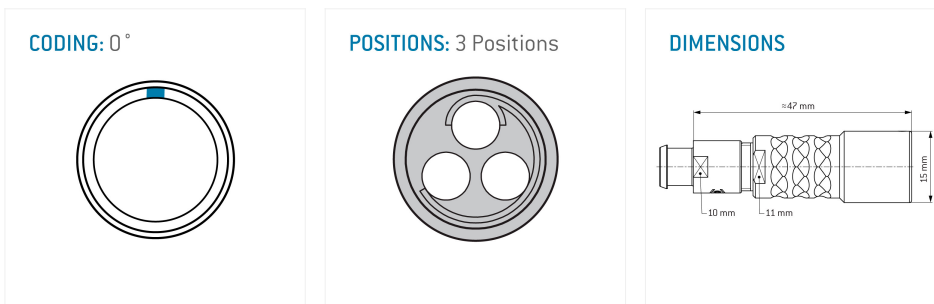 CODING: 0°
POSITIONS: 3 Positions
DIMENSIONS
≈47 mm
15 mm
10 mm
11 mm